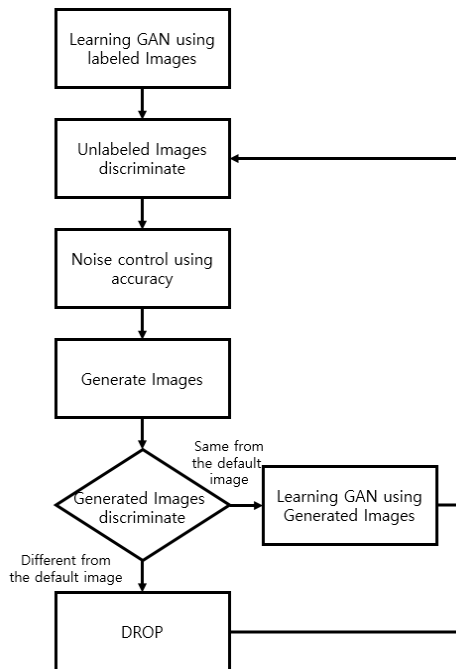 Learning GAN using
labeled Images
Unlabeled Images
discriminate
Noise control using
accuracy
Generate Images
Same from
the default
image
Generated Images
discriminate
Learning GAN using
Generated Images
Different from
the default image
DROP